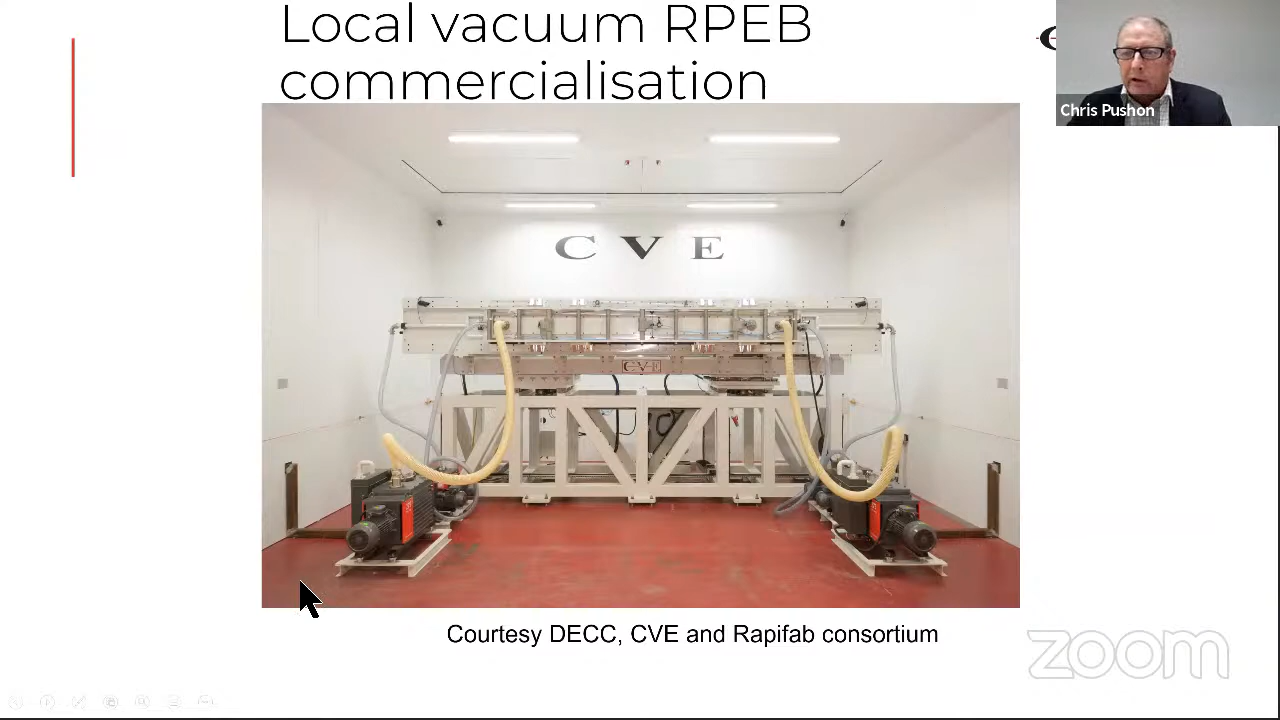 Local vacuum RPEB
commercialisation
Chris Pushon
C V E
CVE
Courtesy DECC, CVE and Rapifab consortium
zoom